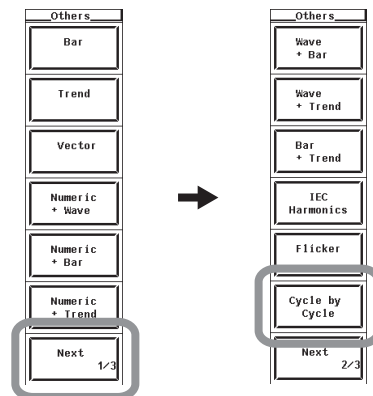 Others
Bar
Trend
Vector
Numeric
+ Wave
Numeric
+ Bar
Numeric
+ Trend
Next
1/3
Others
Wave
+ Bar
Wave
+ Trend
Bar
+ Trend
IEC
Harmonics
Flicker
Cycle by
Cycle
Next
2/3